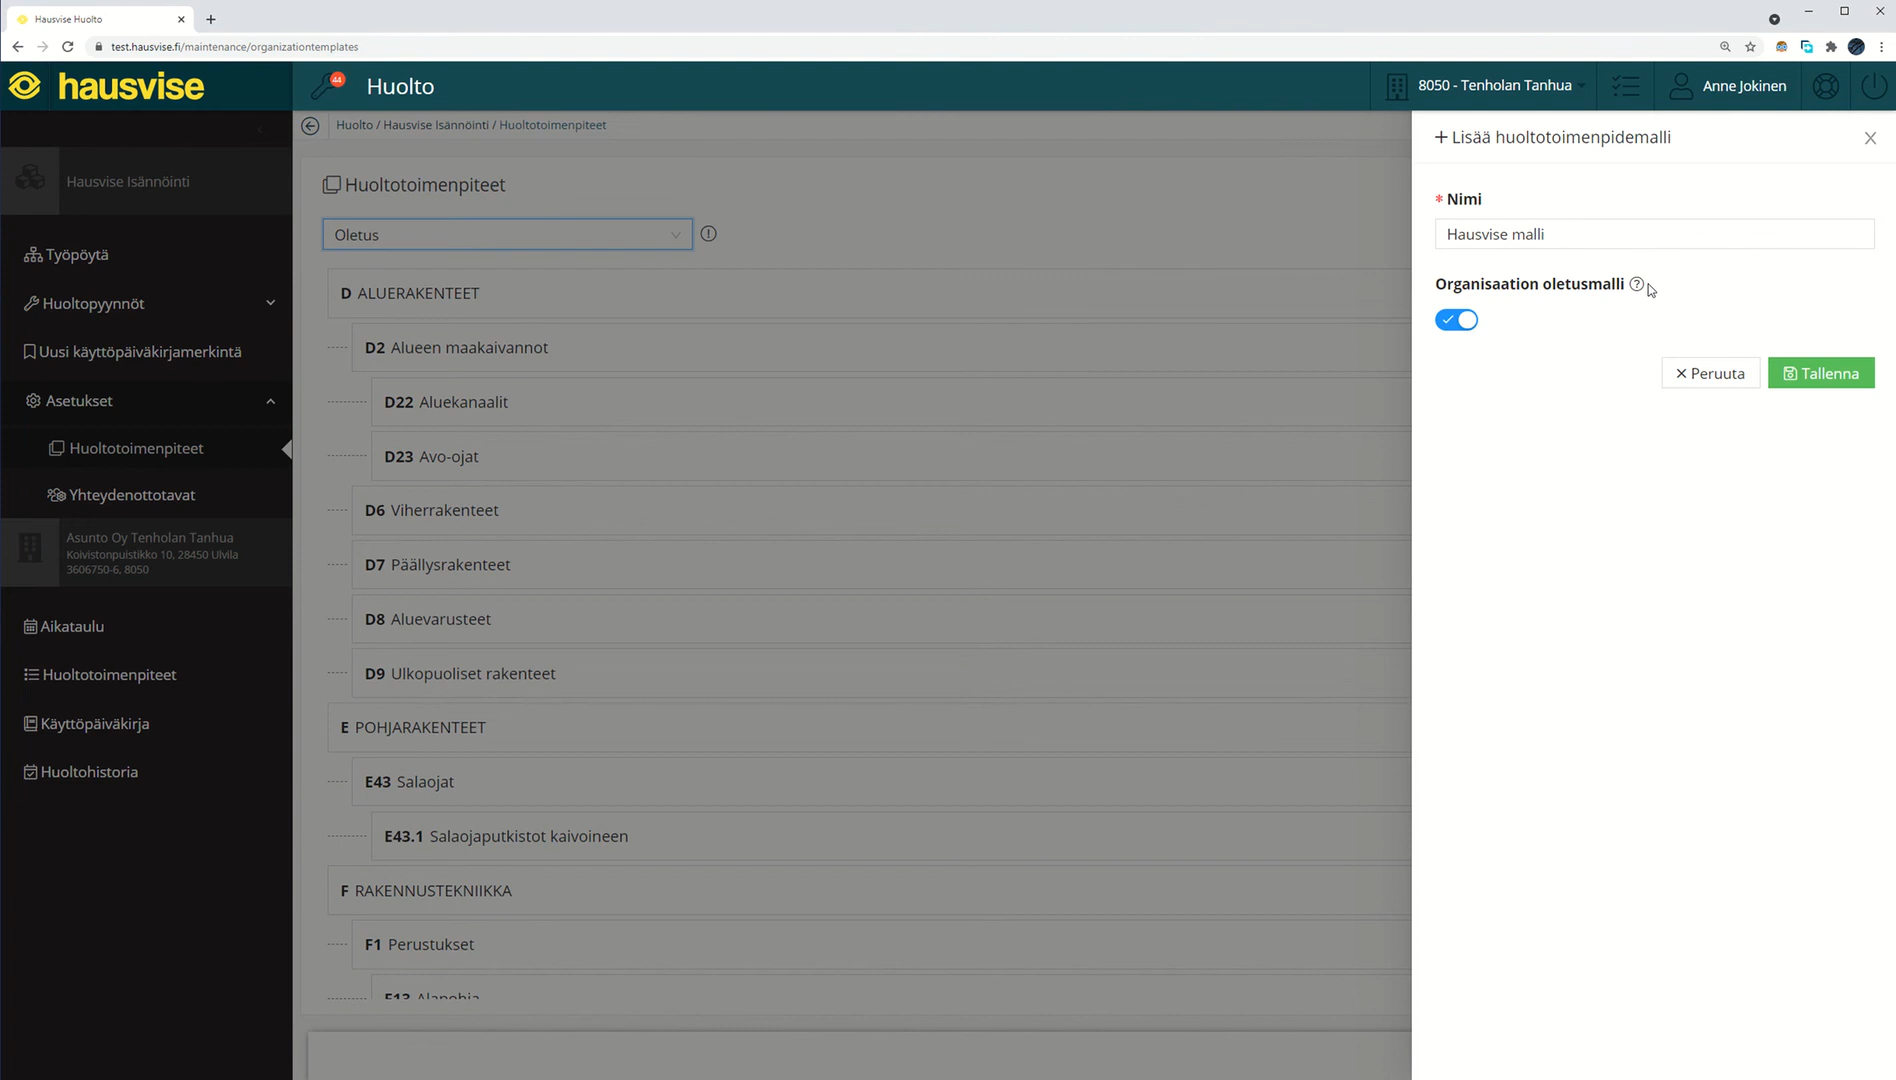 Hausvise Huolto
test.hausvise.fi/maintenance/organizationtemplates
hausvise
44
Huolto
8050 - Tenholan Tanhua
Anne Jokinen
Hausvise Isännöinti
Työpöytä
Huoltopyynnöt
Uusi käyttöpäiväkirjamerkintä
Asetukset
Huoltotoimenpiteet
Yhteydenottotavat
Asunto Oy Tenholan Tanhua
Koivistonpuistikko 10, 28450 Ulvila
3606750-6, 8050
Aikataulu
Huoltotoimenpiteet
Käyttöpäiväkirja
Huoltohistoria
Huolto / Hausvise Isännöinti / Huoltotoimenpiteet
Huoltotoimenpiteet
Oletus
D ALUERAKENTEET
D2 Alueen maakaivannot
D22 Aluekanaalit
D23 Avo-ojat
D6 Viherrakenteet
D7 Päällysrakenteet
D8 Aluevarusteet
D9 Ulkopuoliset rakenteet
E POHJARAKENTEET
E43 Salaojat
E43.1 Salaojaputkistot kaivoineen
F RAKENNUSTEKNIIKKA
F1 Perustukset
F13 Alapohja
+ Lisää huoltotoimenpidemalli
* Nimi
Hausvise malli
Organisaation oletusmalli
Peruuta
Tallenna